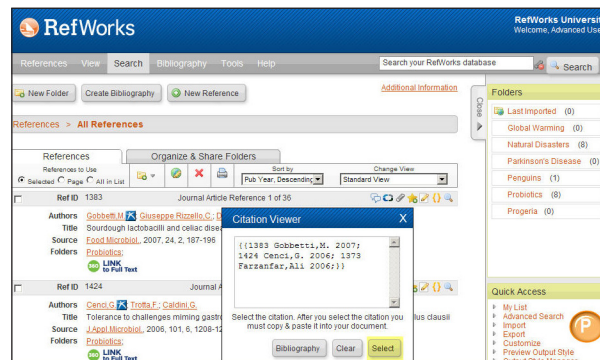 RefWorks
RefWorks Universit
Welcome, Advanced Use
References View Search Bibliography Tools Help
Search your RefWorks database
Search
New Folder
Create Bibliography
New Reference
Additional Information
Close
References > All References
References
Organize & Share Folders
References to Use
Selected Page All in List
Sort by
Pub Year, Descending
Change View
Standard View
Ref ID 1383
Journal Article Reference 1 of 36
Authors Gobbetti,M.; Giuseppe Rizzello,C.; D
Title Sourdough lactobacilli and celiac disea
Source Food Microbiol., 2007, 24, 2, 187-196
Folders Probiotics;
360 LINK
to Full Text
Ref ID 1424
Journal A
Authors Cenci,G.; Trotta,F.; Caldini,G.
Title Tolerance to challenges miming gastro
lus clausii
Source J.Appl.Microbiol., 2006, 101, 6, 1208-12
Folders Probiotics;
360 LINK
to Full Text
Citation Viewer X
{{1383 Gobbetti,M. 2007;
1424 Cenci,G. 2006; 1373
Farzanfar,Ali 2006;}}
Select the citation. After you select the citation you
must copy & paste it into your document.
Bibliography
Clear
Select
Folders
Last Imported (0)
Global Warming (0)
Natural Disasters (8)
Parkinson's Disease (0)
Penguins (1)
Probiotics (8)
Progeria (0)
Quick Access
My List
Advanced Search
Import
Export
Customize
Preview Output Style
P